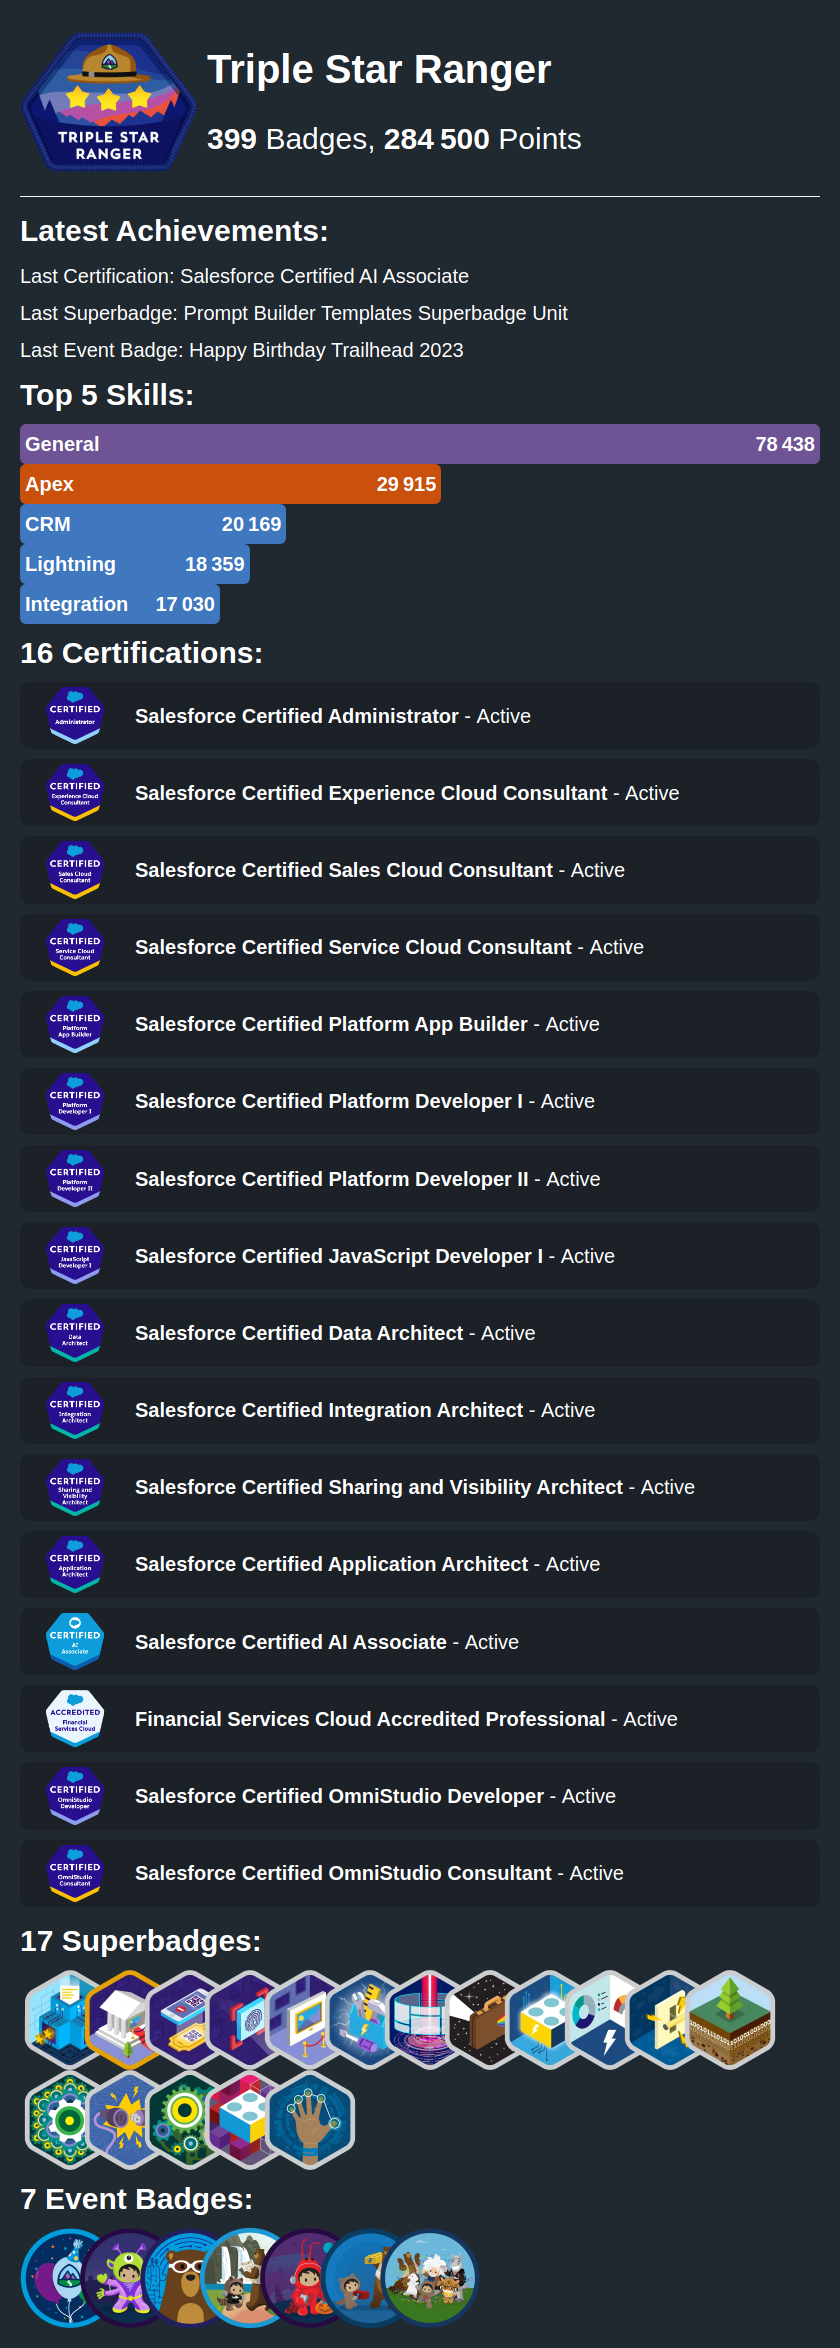 TRIPLE STAR
RANGER
Triple Star Ranger
399 Badges, 284 500 Points
Latest Achievements:
Last Certification: Salesforce Certified AI Associate
Last Superbadge: Prompt Builder Templates Superbadge Unit
Last Event Badge: Happy Birthday Trailhead 2023
Top 5 Skills:
General 78 438
Apex 29 915
CRM 20 169
Lightning 18 359
Integration 17 030
16 Certifications:
CERTIFIED
Administrator
Salesforce Certified Administrator - Active
CERTIFIED
Experience Cloud
Consultant
Salesforce Certified Experience Cloud Consultant - Active
CERTIFIED
Sales Cloud
Consultant
Salesforce Certified Sales Cloud Consultant - Active
CERTIFIED
Service Cloud
Consultant
Salesforce Certified Service Cloud Consultant - Active
CERTIFIED
Platform
App Builder
Salesforce Certified Platform App Builder - Active
CERTIFIED
Platform
Developer I
Salesforce Certified Platform Developer I - Active
CERTIFIED
Platform
Developer II
Salesforce Certified Platform Developer II - Active
CERTIFIED
JavaScript
Developer I
Salesforce Certified JavaScript Developer I - Active
CERTIFIED
Data
Architect
Salesforce Certified Data Architect - Active
CERTIFIED
Integration
Architect
Salesforce Certified Integration Architect - Active
CERTIFIED
Sharing and
Visibility
Architect
Salesforce Certified Sharing and Visibility Architect - Active
CERTIFIED
Application
Architect
Salesforce Certified Application Architect - Active
CERTIFIED
AI
Associate
Salesforce Certified AI Associate - Active
ACCREDITED
Financial
Services Cloud
Financial Services Cloud Accredited Professional - Active
CERTIFIED
OmniStudio
Developer
Salesforce Certified OmniStudio Developer - Active
CERTIFIED
OmniStudio
Consultant
Salesforce Certified OmniStudio Consultant - Active
17 Superbadges:
7 Event Badges: